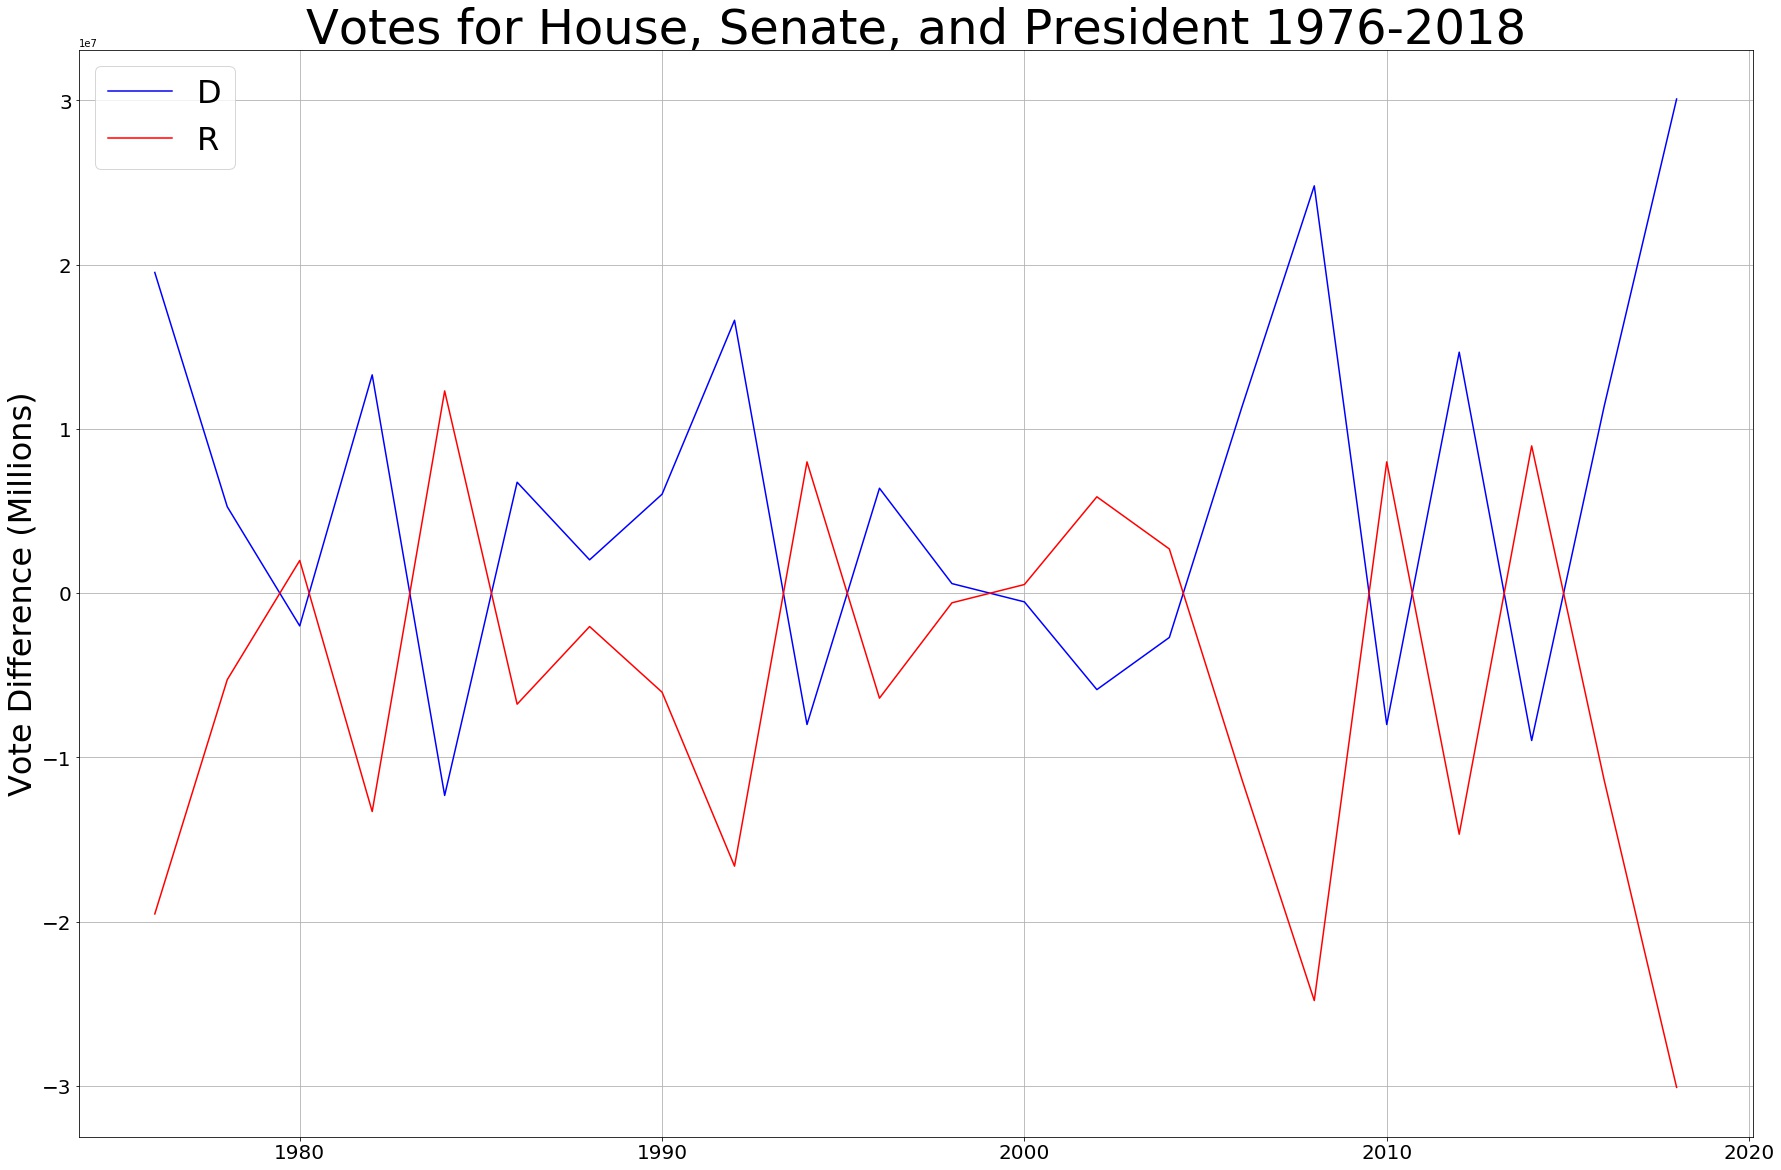 Votes for House, Senate, and President 1976-2018
1e7
D
R
Vote Difference (Millions)
3
2
1
0
−1
−2
−3
1980 1990 2000 2010 2020